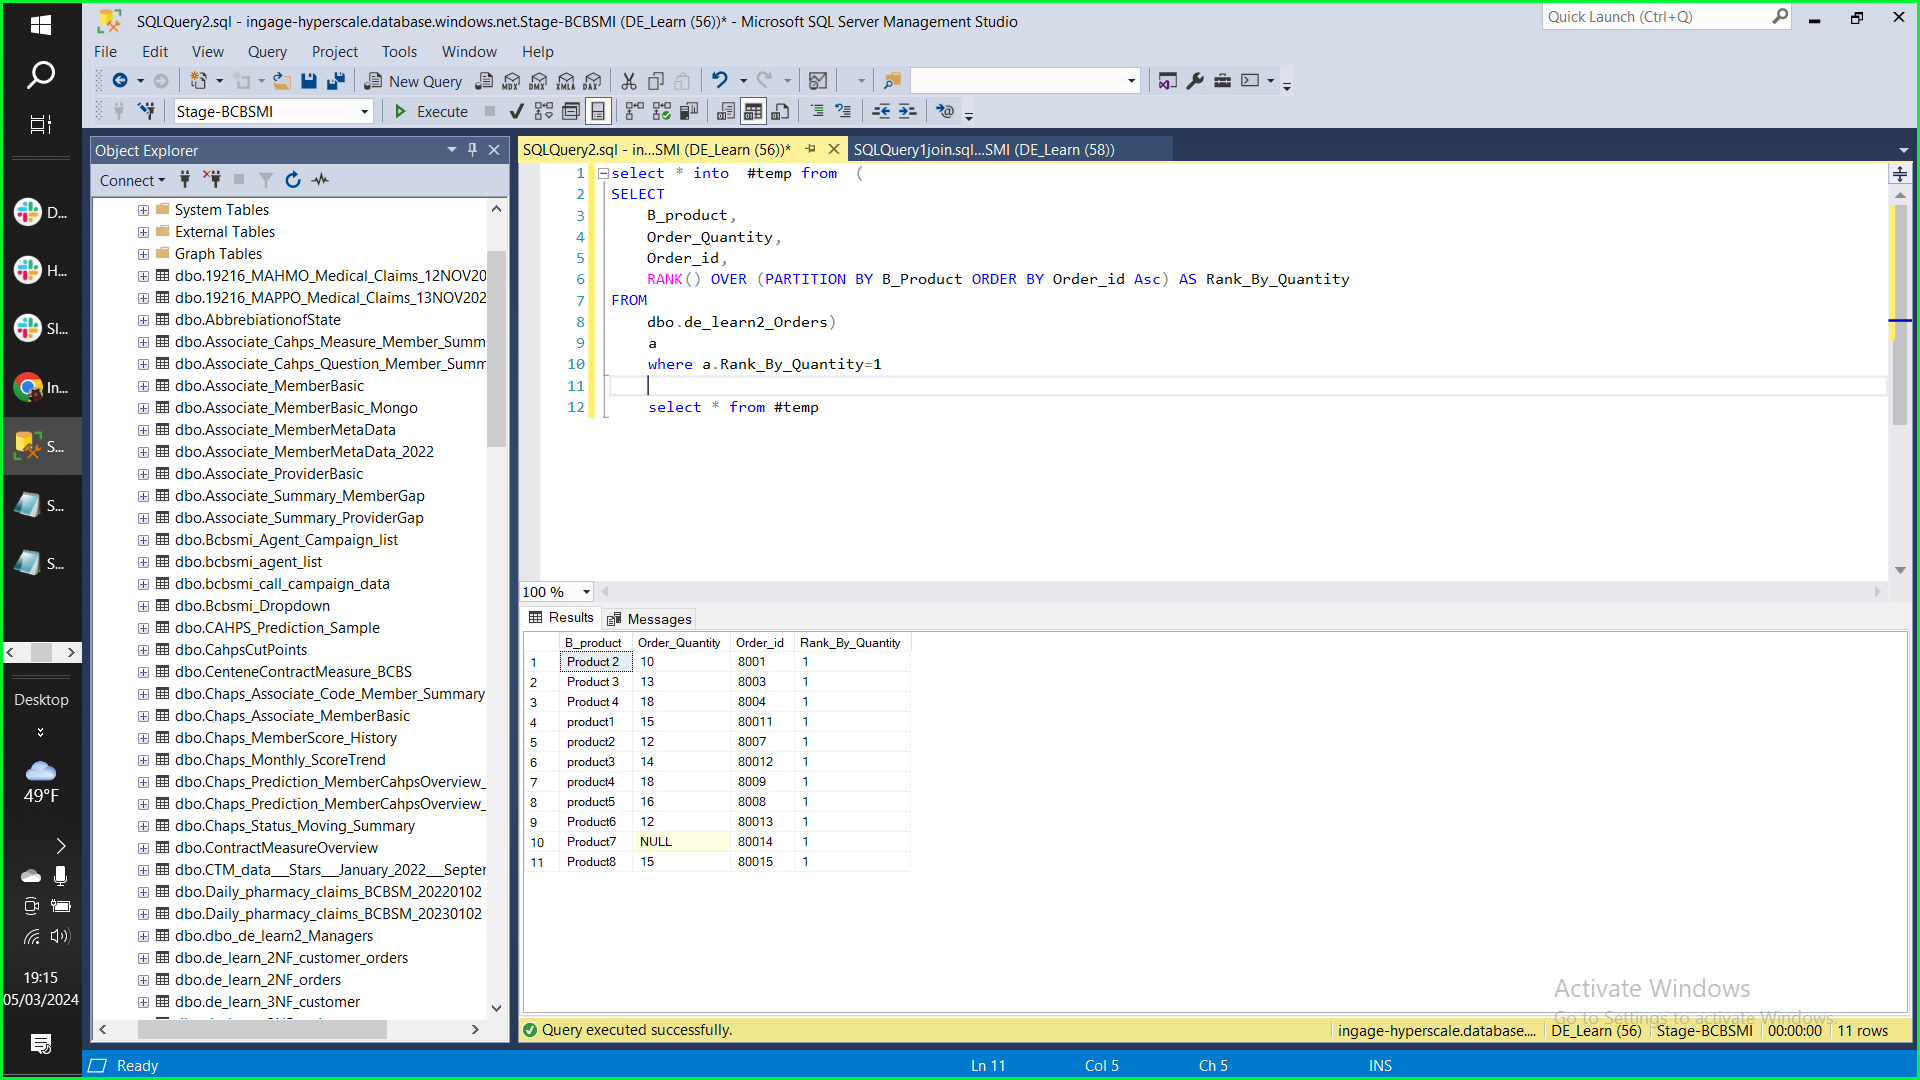 SQLQuery2.sql - ingage-hyperscale.database.windows.net.Stage-BCBSMI (DE_Learn (56))* - Microsoft SQL Server Management Studio
Quick Launch (Ctrl+Q)
File Edit View Query Project Tools Window Help
New Query
MDX DMX XMLA DAX
Stage-BCBSMI
Execute
Object Explorer
Connect
System Tables
External Tables
Graph Tables
dbo.19216_MAHMO_Medical_Claims_12NOV20
dbo.19216_MAPPO_Medical_Claims_13NOV202
dbo.AbbrebiationofState
dbo.Associate_Cahps_Measure_Member_Summ
dbo.Associate_Cahps_Question_Member_Summ
dbo.Associate_MemberBasic
dbo.Associate_MemberBasic_Mongo
dbo.Associate_MemberMetaData
dbo.Associate_MemberMetaData_2022
dbo.Associate_ProviderBasic
dbo.Associate_Summary_MemberGap
dbo.Associate_Summary_ProviderGap
dbo.Bcbsmi_Agent_Campaign_list
dbo.bcbsmi_agent_list
dbo.bcbsmi_call_campaign_data
dbo.Bcbsmi_Dropdown
dbo.CAHPS_Prediction_Sample
dbo.CahpsCutPoints
dbo.CenteneContractMeasure_BCBS
dbo.Chaps_Associate_Code_Member_Summary
dbo.Chaps_Associate_MemberBasic
dbo.Chaps_MemberScore_History
dbo.Chaps_Monthly_ScoreTrend
dbo.Chaps_Prediction_MemberCahpsOverview_
dbo.Chaps_Prediction_MemberCahpsOverview_
dbo.Chaps_Status_Moving_Summary
dbo.ContractMeasureOverview
dbo.CTM_data__Stars__January_2022__Septer
dbo.Daily_pharmacy_claims_BCBSM_20220102
dbo.Daily_pharmacy_claims_BCBSM_20230102
dbo.dbo_de_learn2_Managers
dbo.de_learn_2NF_customer_orders
dbo.de_learn_2NF_orders
dbo.de_learn_3NF_customer
SQLQuery2.sql - in...SMI (DE_Learn (56))*
SQLQuery1join.sql...SMI (DE_Learn (58))
1 select * into #temp from (
2 SELECT
3 B_product,
4 Order_Quantity,
5 Order_id,
6 RANK() OVER (PARTITION BY B_Product ORDER BY Order_id Asc) AS Rank_By_Quantity
7 FROM
8 dbo.de_learn2_Orders)
9 a
10 where a.Rank_By_Quantity=1
11
12 select * from #temp
100 %
Results Messages
B_product Order_Quantity Order_id Rank_By_Quantity
1 Product 2 10 8001 1
2 Product 3 13 8003 1
3 Product 4 18 8004 1
4 product1 15 80011 1
5 product2 12 8007 1
6 product3 14 80012 1
7 product4 18 8009 1
8 product5 16 8008 1
9 Product6 12 80013 1
10 Product7 NULL 80014 1
11 Product8 15 80015 1
Activate Windows
Go to Settings to activate Windows.
Query executed successfully.
ingage-hyperscale.database.... DE_Learn (56) Stage-BCBSMI 00:00:00 11 rows
Ready
Ln 11 Col 5 Ch 5 INS
D...
H...
Sl...
In...
S...
S...
S...
Desktop
49°F
19:15
05/03/2024